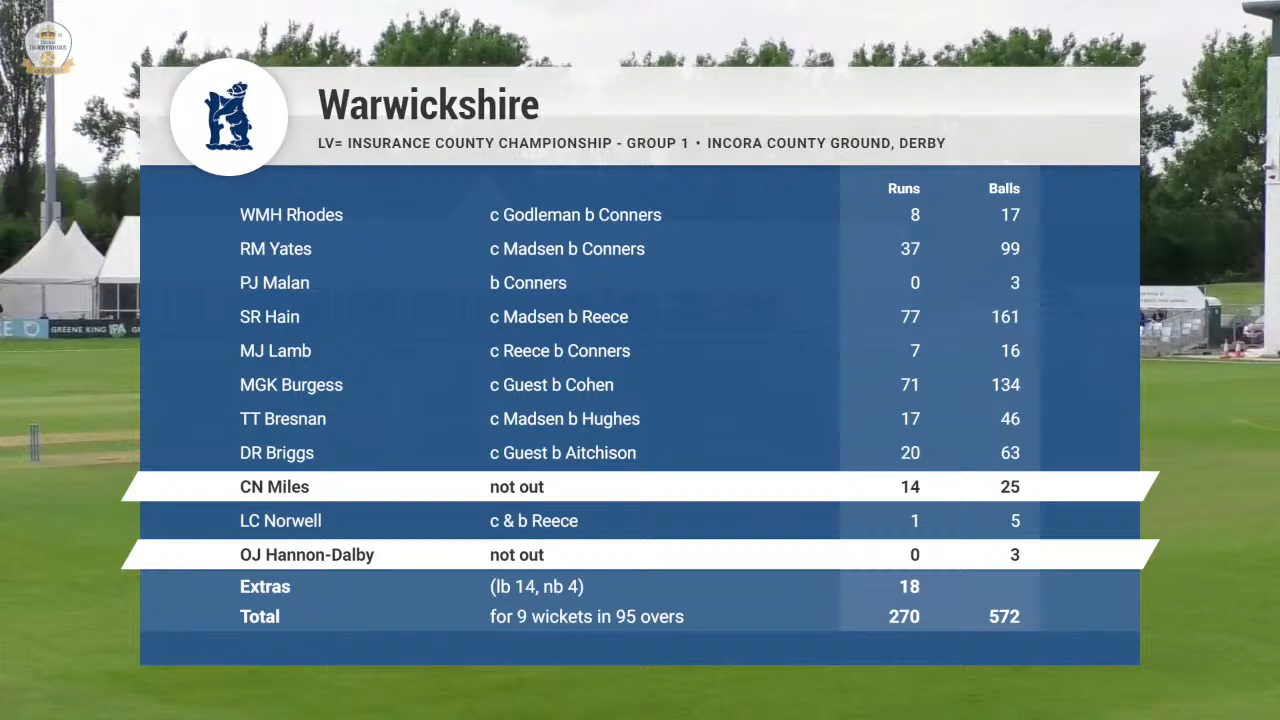 Warwickshire
LV= INSURANCE COUNTY CHAMPIONSHIP - GROUP 1 • INCORA COUNTY GROUND, DERBY
Runs Balls
WMH Rhodes c Godleman b Conners 8 17
RM Yates c Madsen b Conners 37 99
PJ Malan b Conners 0 3
SR Hain c Madsen b Reece 77 161
MJ Lamb c Reece b Conners 7 16
MGK Burgess c Guest b Cohen 71 134
TT Bresnan c Madsen b Hughes 17 46
DR Briggs c Guest b Aitchison 20 63
CN Miles not out 14 25
LC Norwell c & b Reece 1 5
OJ Hannon-Dalby not out 0 3
Extras (lb 14, nb 4) 18
Total for 9 wickets in 95 overs 270 572
DERBYSHIRE
GREENE KING IPA